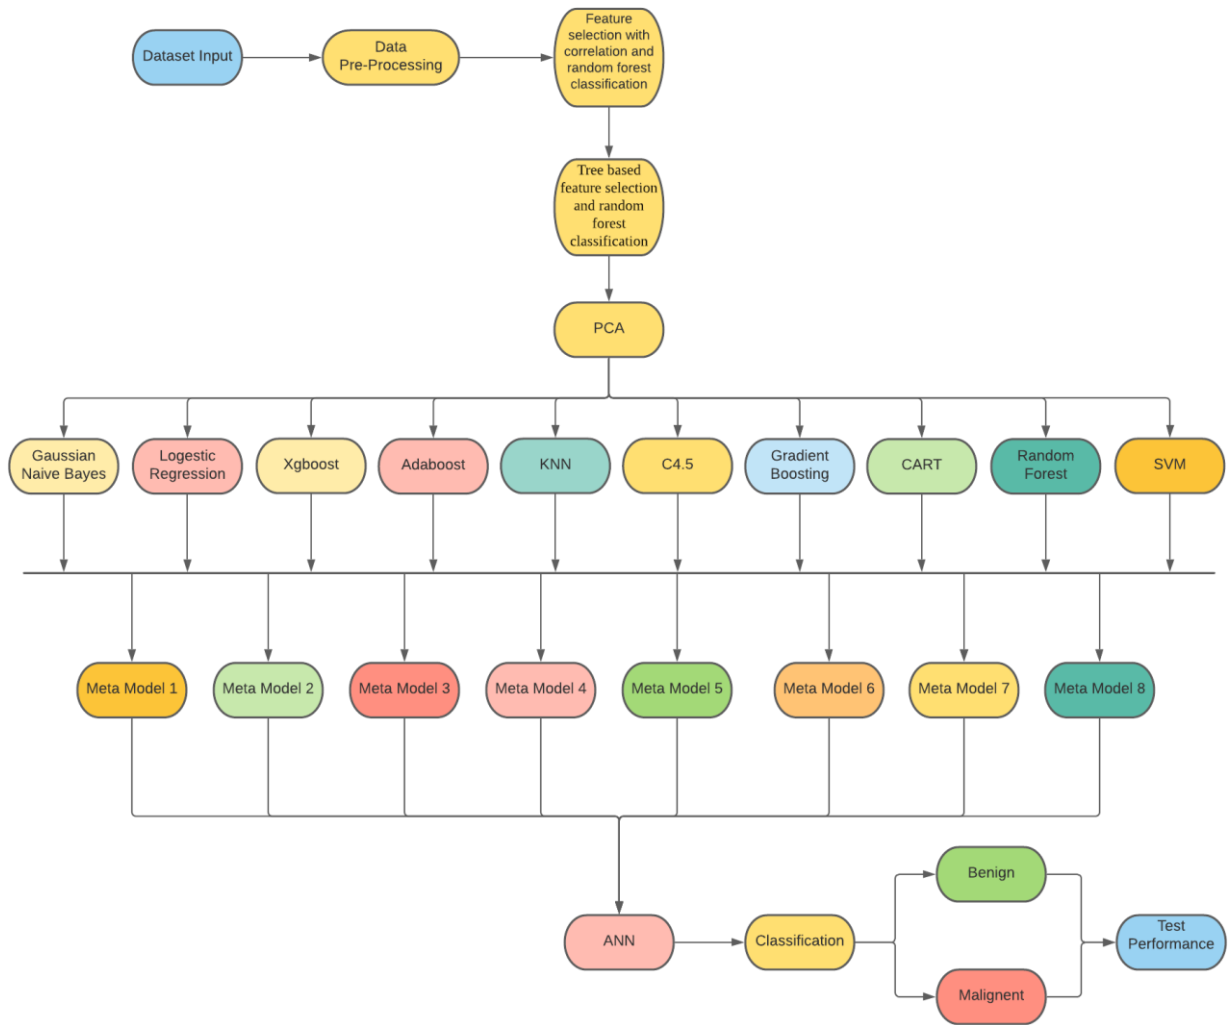 Dataset Input
Data
Pre-Processing
Feature
selection with
correlation and
random forest
classification
Tree based
feature selection
and random
forest
classification
PCA
Gaussian
Naive Bayes
Logestic
Regression
Xgboost
Adaboost
KNN
C4.5
Gradient
Boosting
CART
Random
Forest
SVM
Meta Model 1
Meta Model 2
Meta Model 3
Meta Model 4
Meta Model 5
Meta Model 6
Meta Model 7
Meta Model 8
ANN
Classification
Benign
Malignent
Test
Performance